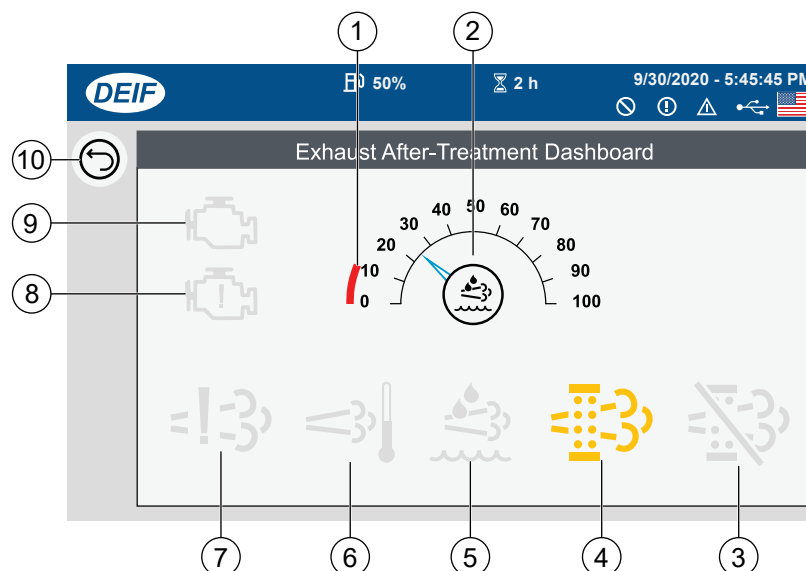 1 2
DEIF 50% 2 h 9/30/2020 - 5:45:45 PM
10 Exhaust After-Treatment Dashboard
9
8
0 10 20 30 40 50 60 70 80 90 100
7 6 5 4 3